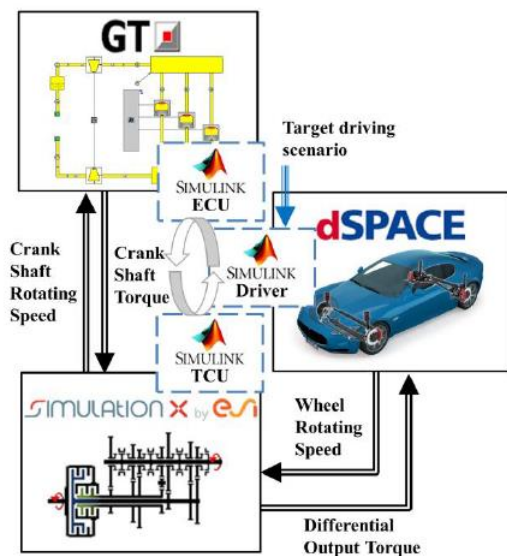 GT
SIMULINK
ECU
Target driving
scenario
dSPACE
Crank
Shaft
Rotating
Speed
Crank
Shaft
Torque
SIMULINK
Driver
SIMULINK
TCU
SIMULATION X by esi
Wheel
Rotating
Speed
Differential
Output Torque